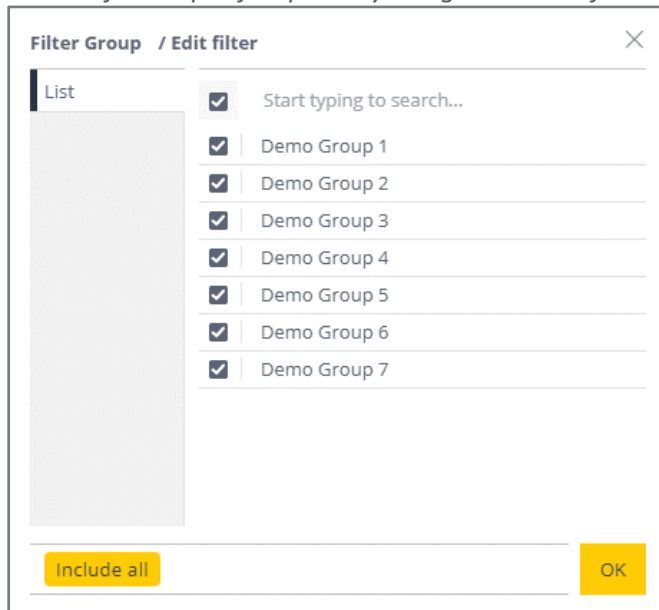 Filter Group / Edit filter
List
Start typing to search...
Demo Group 1
Demo Group 2
Demo Group 3
Demo Group 4
Demo Group 5
Demo Group 6
Demo Group 7
Include all
OK